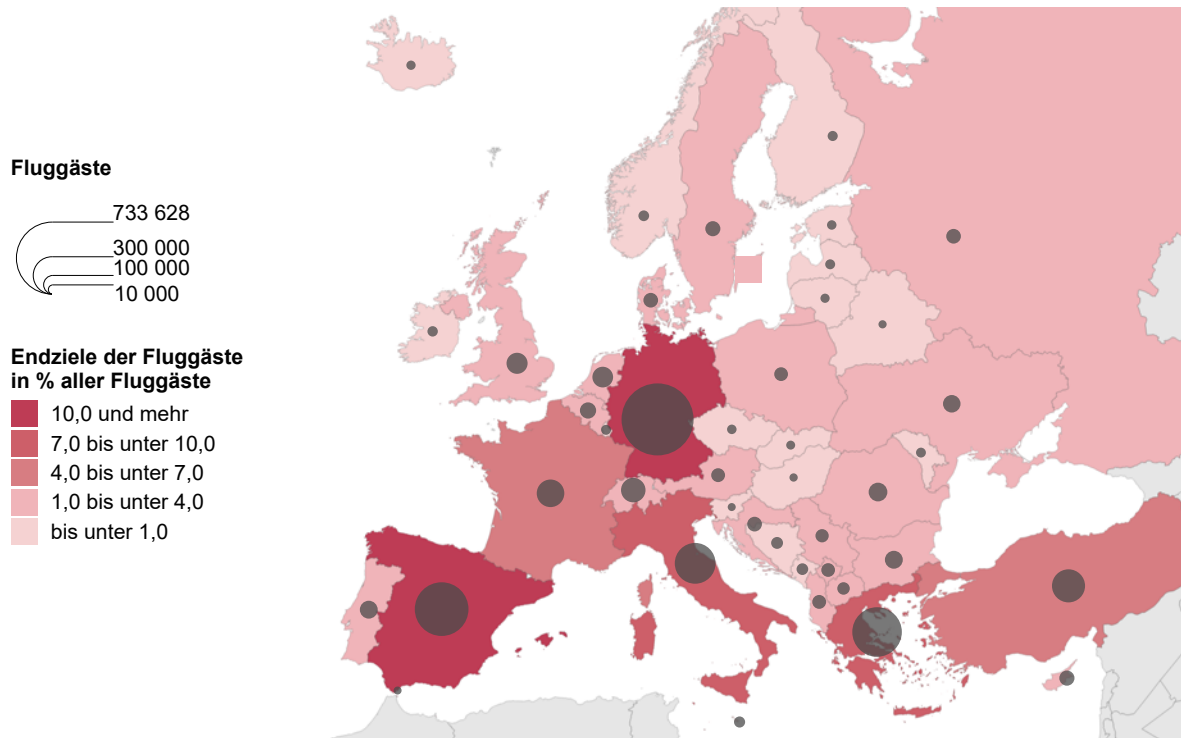 Fluggäste
733 628
300 000
100 000
10 000
Endziele der Fluggäste
in % aller Fluggäste
10,0 und mehr
7,0 bis unter 10,0
4,0 bis unter 7,0
1,0 bis unter 4,0
bis unter 1,0